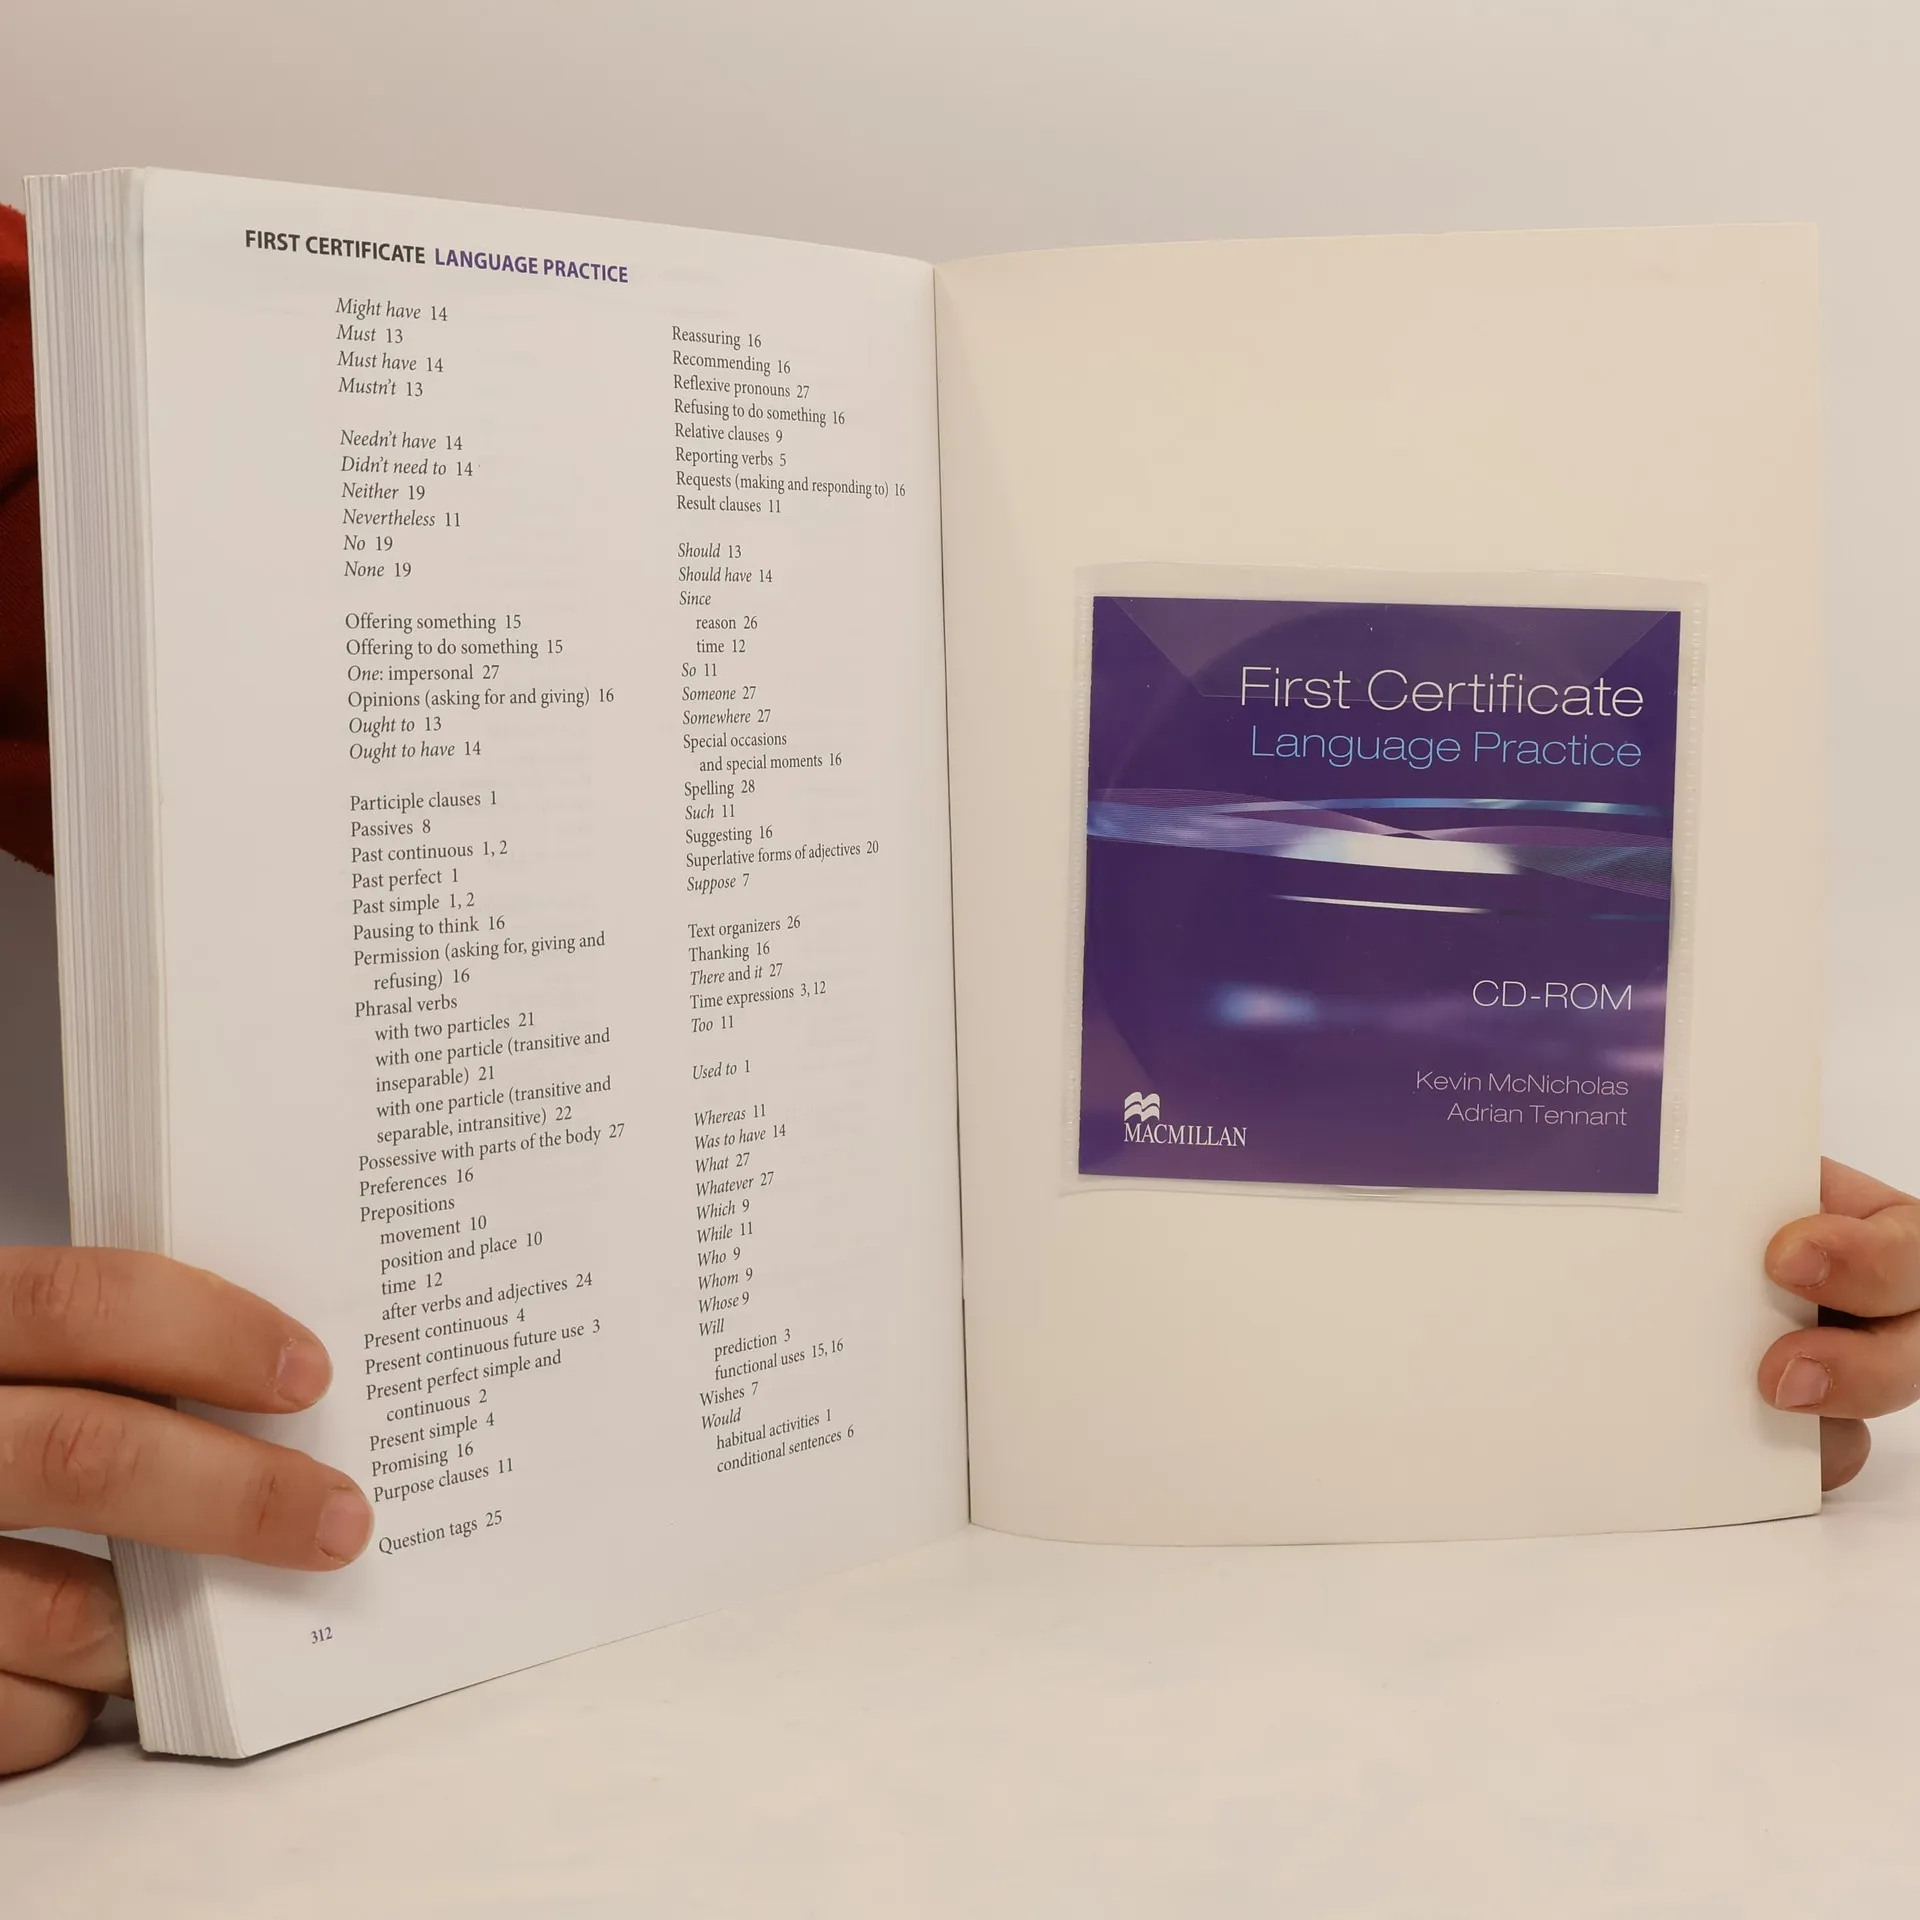 FIRST CERTIFICATE LANGUAGE PRACTICE
Might have 14
Must 13
Must have 14
Mustn't 13
Needn't have 14
Didn't need to 14
Neither 19
Nevertheless 11
No 19
None 19
Offering something 15
Offering to do something 15
One: impersonal 27
Opinions (asking for and giving) 16
Ought to 13
Ought to have 14
Participle clauses 1
Passives 8
Past continuous 1, 2
Past perfect 1
Past simple 1, 2
Pausing to think 16
Permission (asking for, giving and
refusing) 16
Phrasal verbs
with two particles 21
with one particle (transitive and
inseparable) 21
with one particle (transitive and
separable, intransitive) 22
Possessive with parts of the body 27
Preferences 16
Prepositions
movement 10
position and place 10
time 12
after verbs and adjectives 24
Present continuous 4
Present continuous future use 3
Present perfect simple and
continuous 2
Present simple 4
Promising 16
Purpose clauses 11
Question tags 25
Reassuring 16
Recommending 16
Reflexive pronouns 27
Refusing to do something 16
Relative clauses 9
Reporting verbs 5
Requests (making and responding to) 16
Result clauses 11
Should 13
Should have 14
Since
reason 26
time 12
So 11
Someone 27
Somewhere 27
Special occasions
and special moments 16
Spelling 28
Such 11
Suggesting 16
Superlative forms of adjectives 20
Suppose 7
Text organizers 26
Thanking 16
There and it 27
Time expressions 3, 12
Too 11
Used to 1
Whereas 11
Was to have 14
What 27
Whatever 27
Which 9
While 11
Who 9
Whom 9
Whose 9
Will
prediction 3
functional uses 15, 16
Wishes 7
Would
habitual activities 1
conditional sentences 6
312
First Certificate
Language Practice
CD-ROM
Kevin McNicholas
Adrian Tennant
MACMILLAN